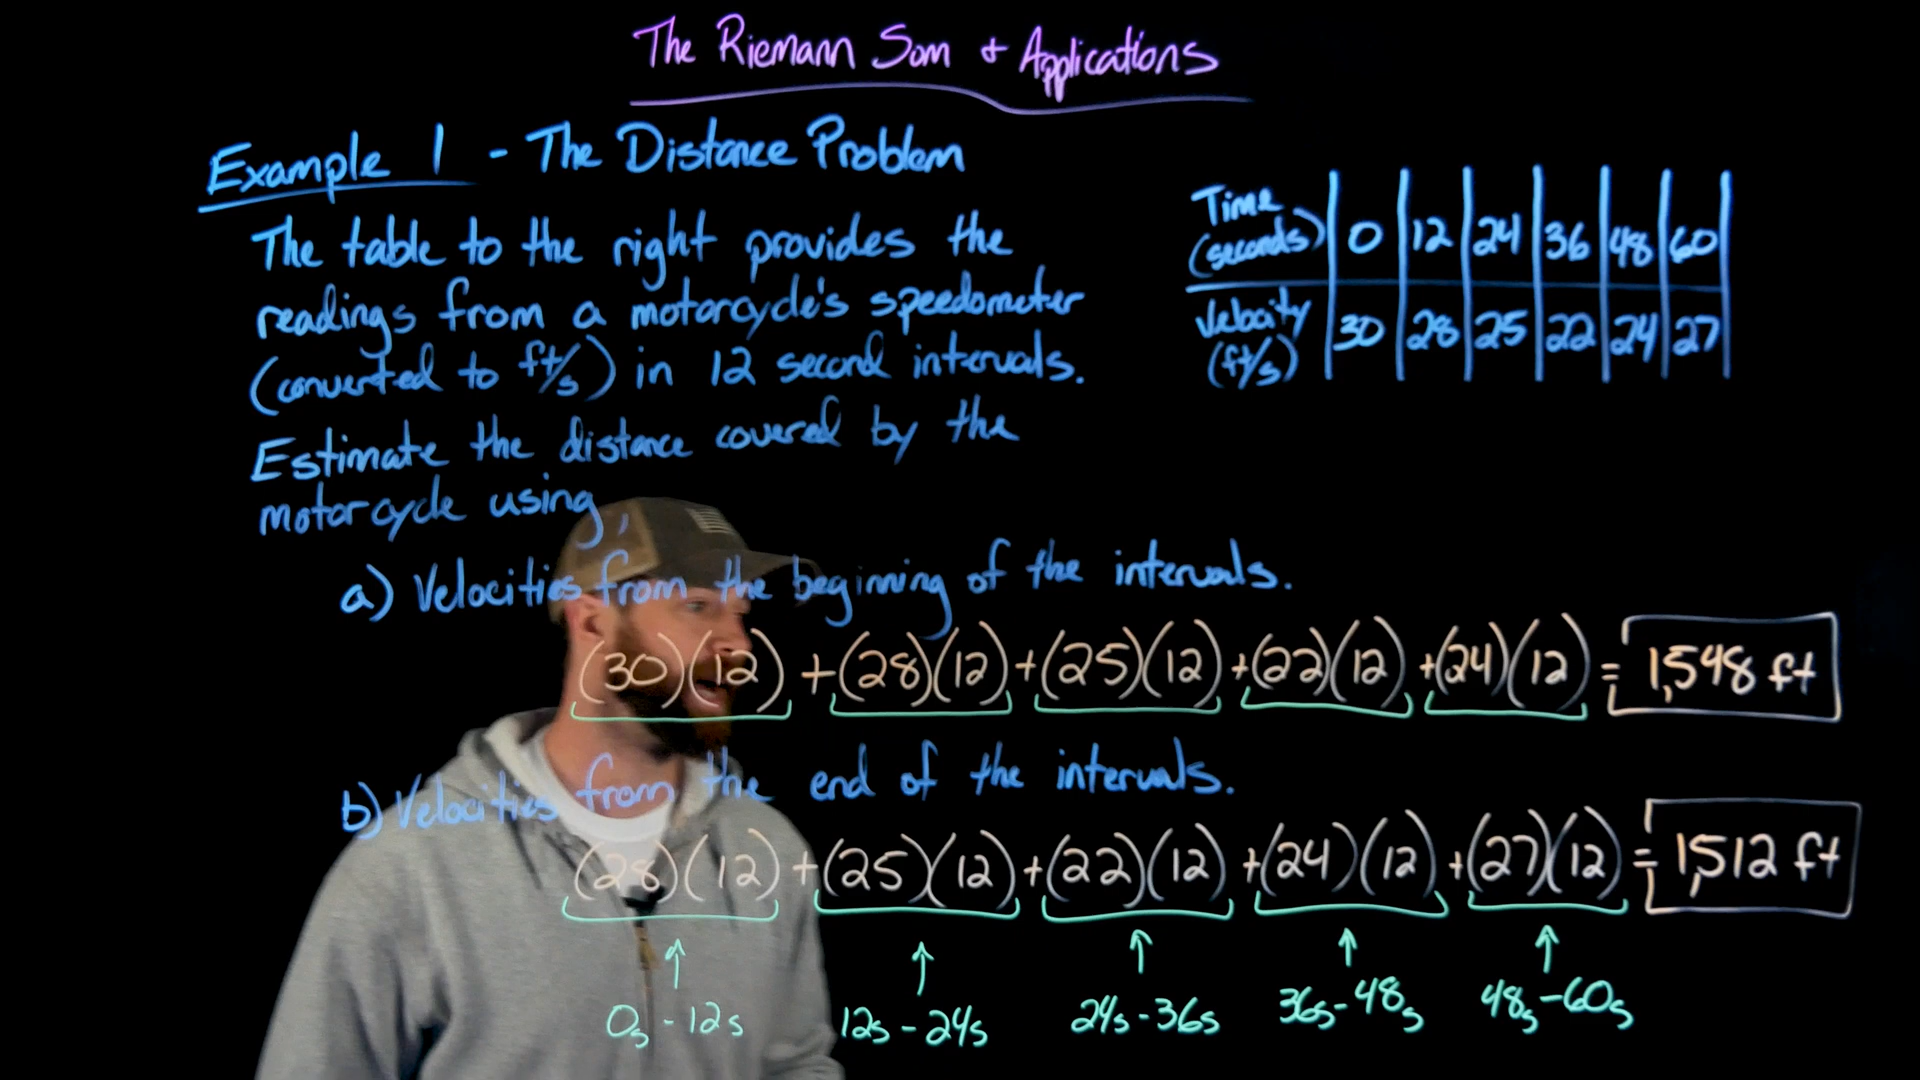 The Riemann Sum + Applications
Example 1 - The Distance Problem
The table to the right provides the
readings from a motorcycle's speedometer
(converted to ft/s) in 12 second intervals.
Estimate the distance covered by the
motorcycle using,
Time (seconds) 0 12 24 36 48 60
Velocity (ft/s) 30 28 25 22 24 27
a) Velocities from the beginning of the intervals.
(30)(12) + (28)(12) + (25)(12) + (22)(12) + (24)(12) = 1,548 ft
b) Velocities from the end of the intervals.
(28)(12) + (25)(12) + (22)(12) + (24)(12) + (27)(12) = 1,512 ft
0s - 12s 12s - 24s 24s - 36s 36s - 48s 48s - 60s